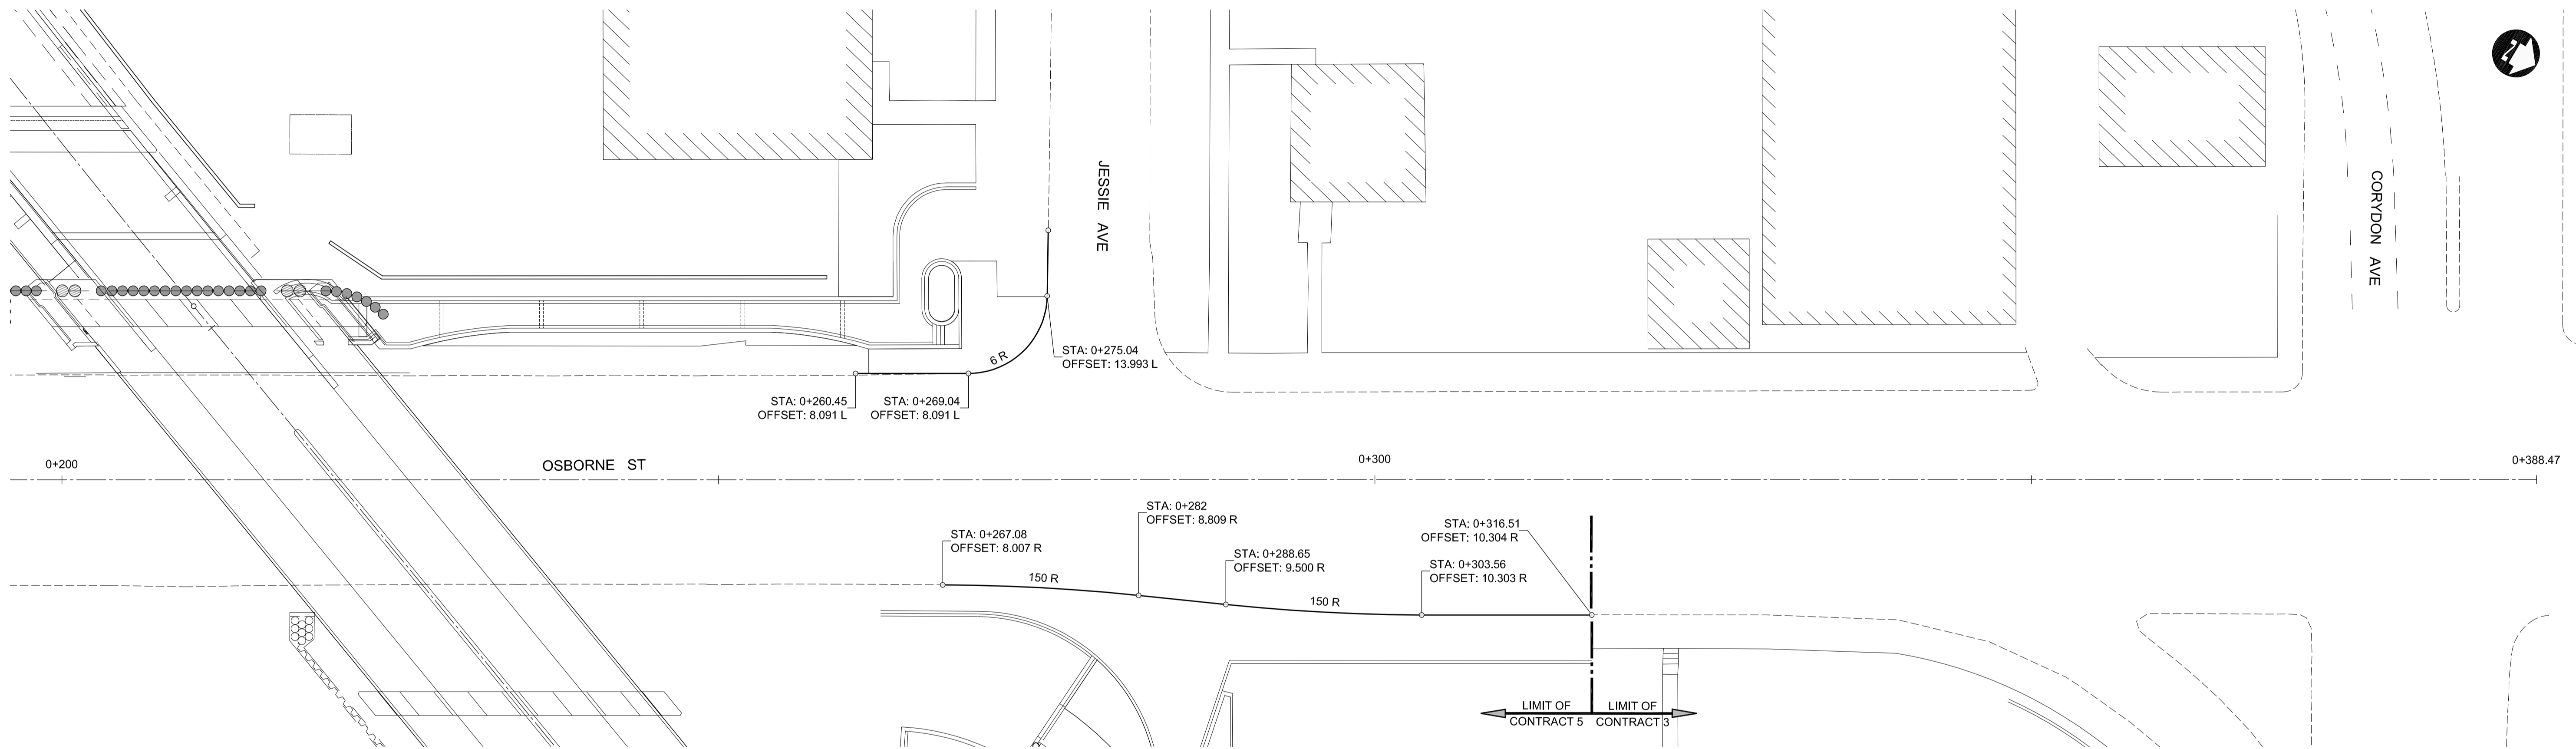 JESSIE AVE
CORYDON AVE
6 R
STA: 0+275.04
OFFSET: 13.993 L
STA: 0+260.45
OFFSET: 8.091 L
STA: 0+269.04
OFFSET: 8.091 L
0+200
OSBORNE ST
0+300
0+388.47
STA: 0+267.08
OFFSET: 8.007 R
STA: 0+282
OFFSET: 8.809 R
STA: 0+288.65
OFFSET: 9.500 R
STA: 0+316.51
OFFSET: 10.304 R
STA: 0+303.56
OFFSET: 10.303 R
150 R
150 R
LIMIT OF
CONTRACT 5
LIMIT OF
CONTRACT 3